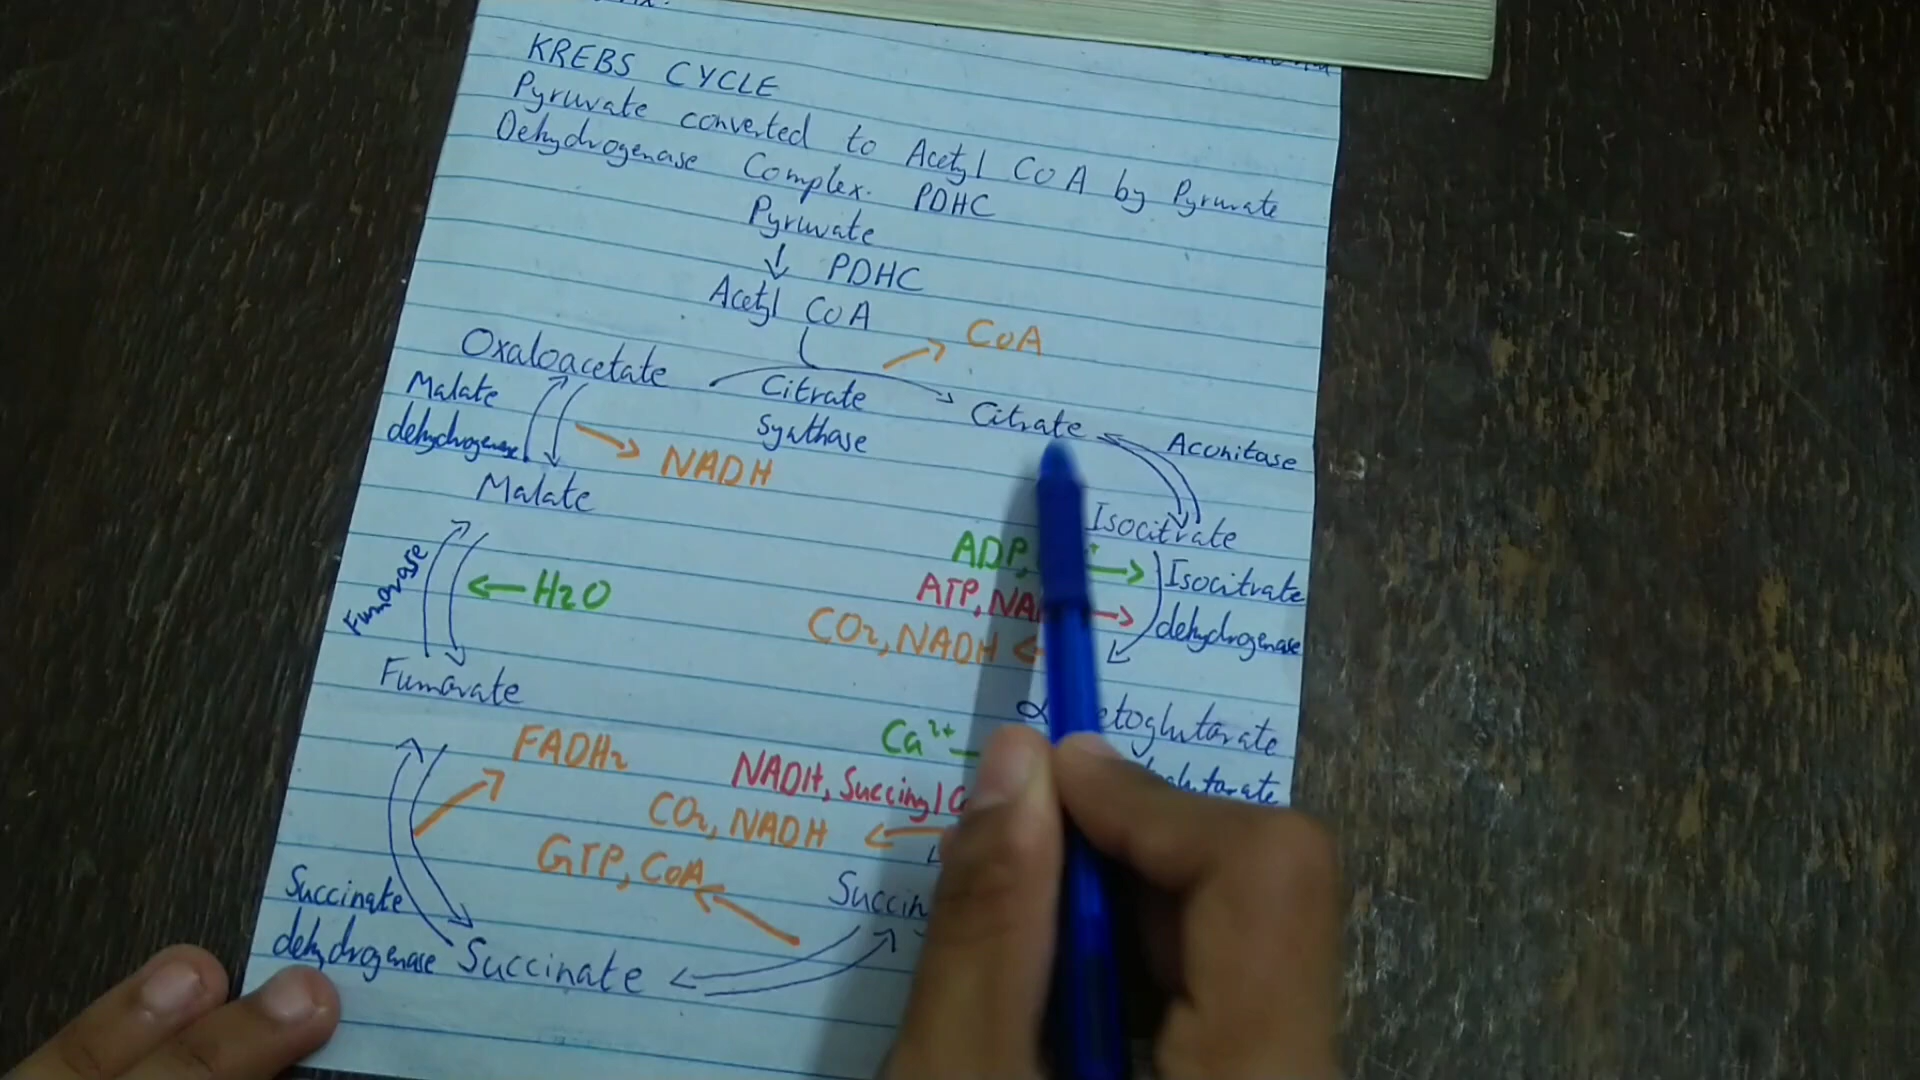 KREBS CYCLE
Pyruvate converted to Acetyl CoA by Pyruvate
Dehydrogenase Complex. PDHC
Pyruvate
PDHC
Acetyl CoA
CoA
Oxaloacetate
Citrate
Synthase
Citrate
Aconitase
Malate
dehydrogenase
NADH
Malate
Isocitrate
ADP,
Isocitrate
dehydrogenase
ATP, NA
CO2, NADH
Fumarase
H2O
Fumarate
Ca2+
NADH, Succinyl
CO2, NADH
FADH2
GTP, CoA
Succinate
dehydrogenase
Succinate